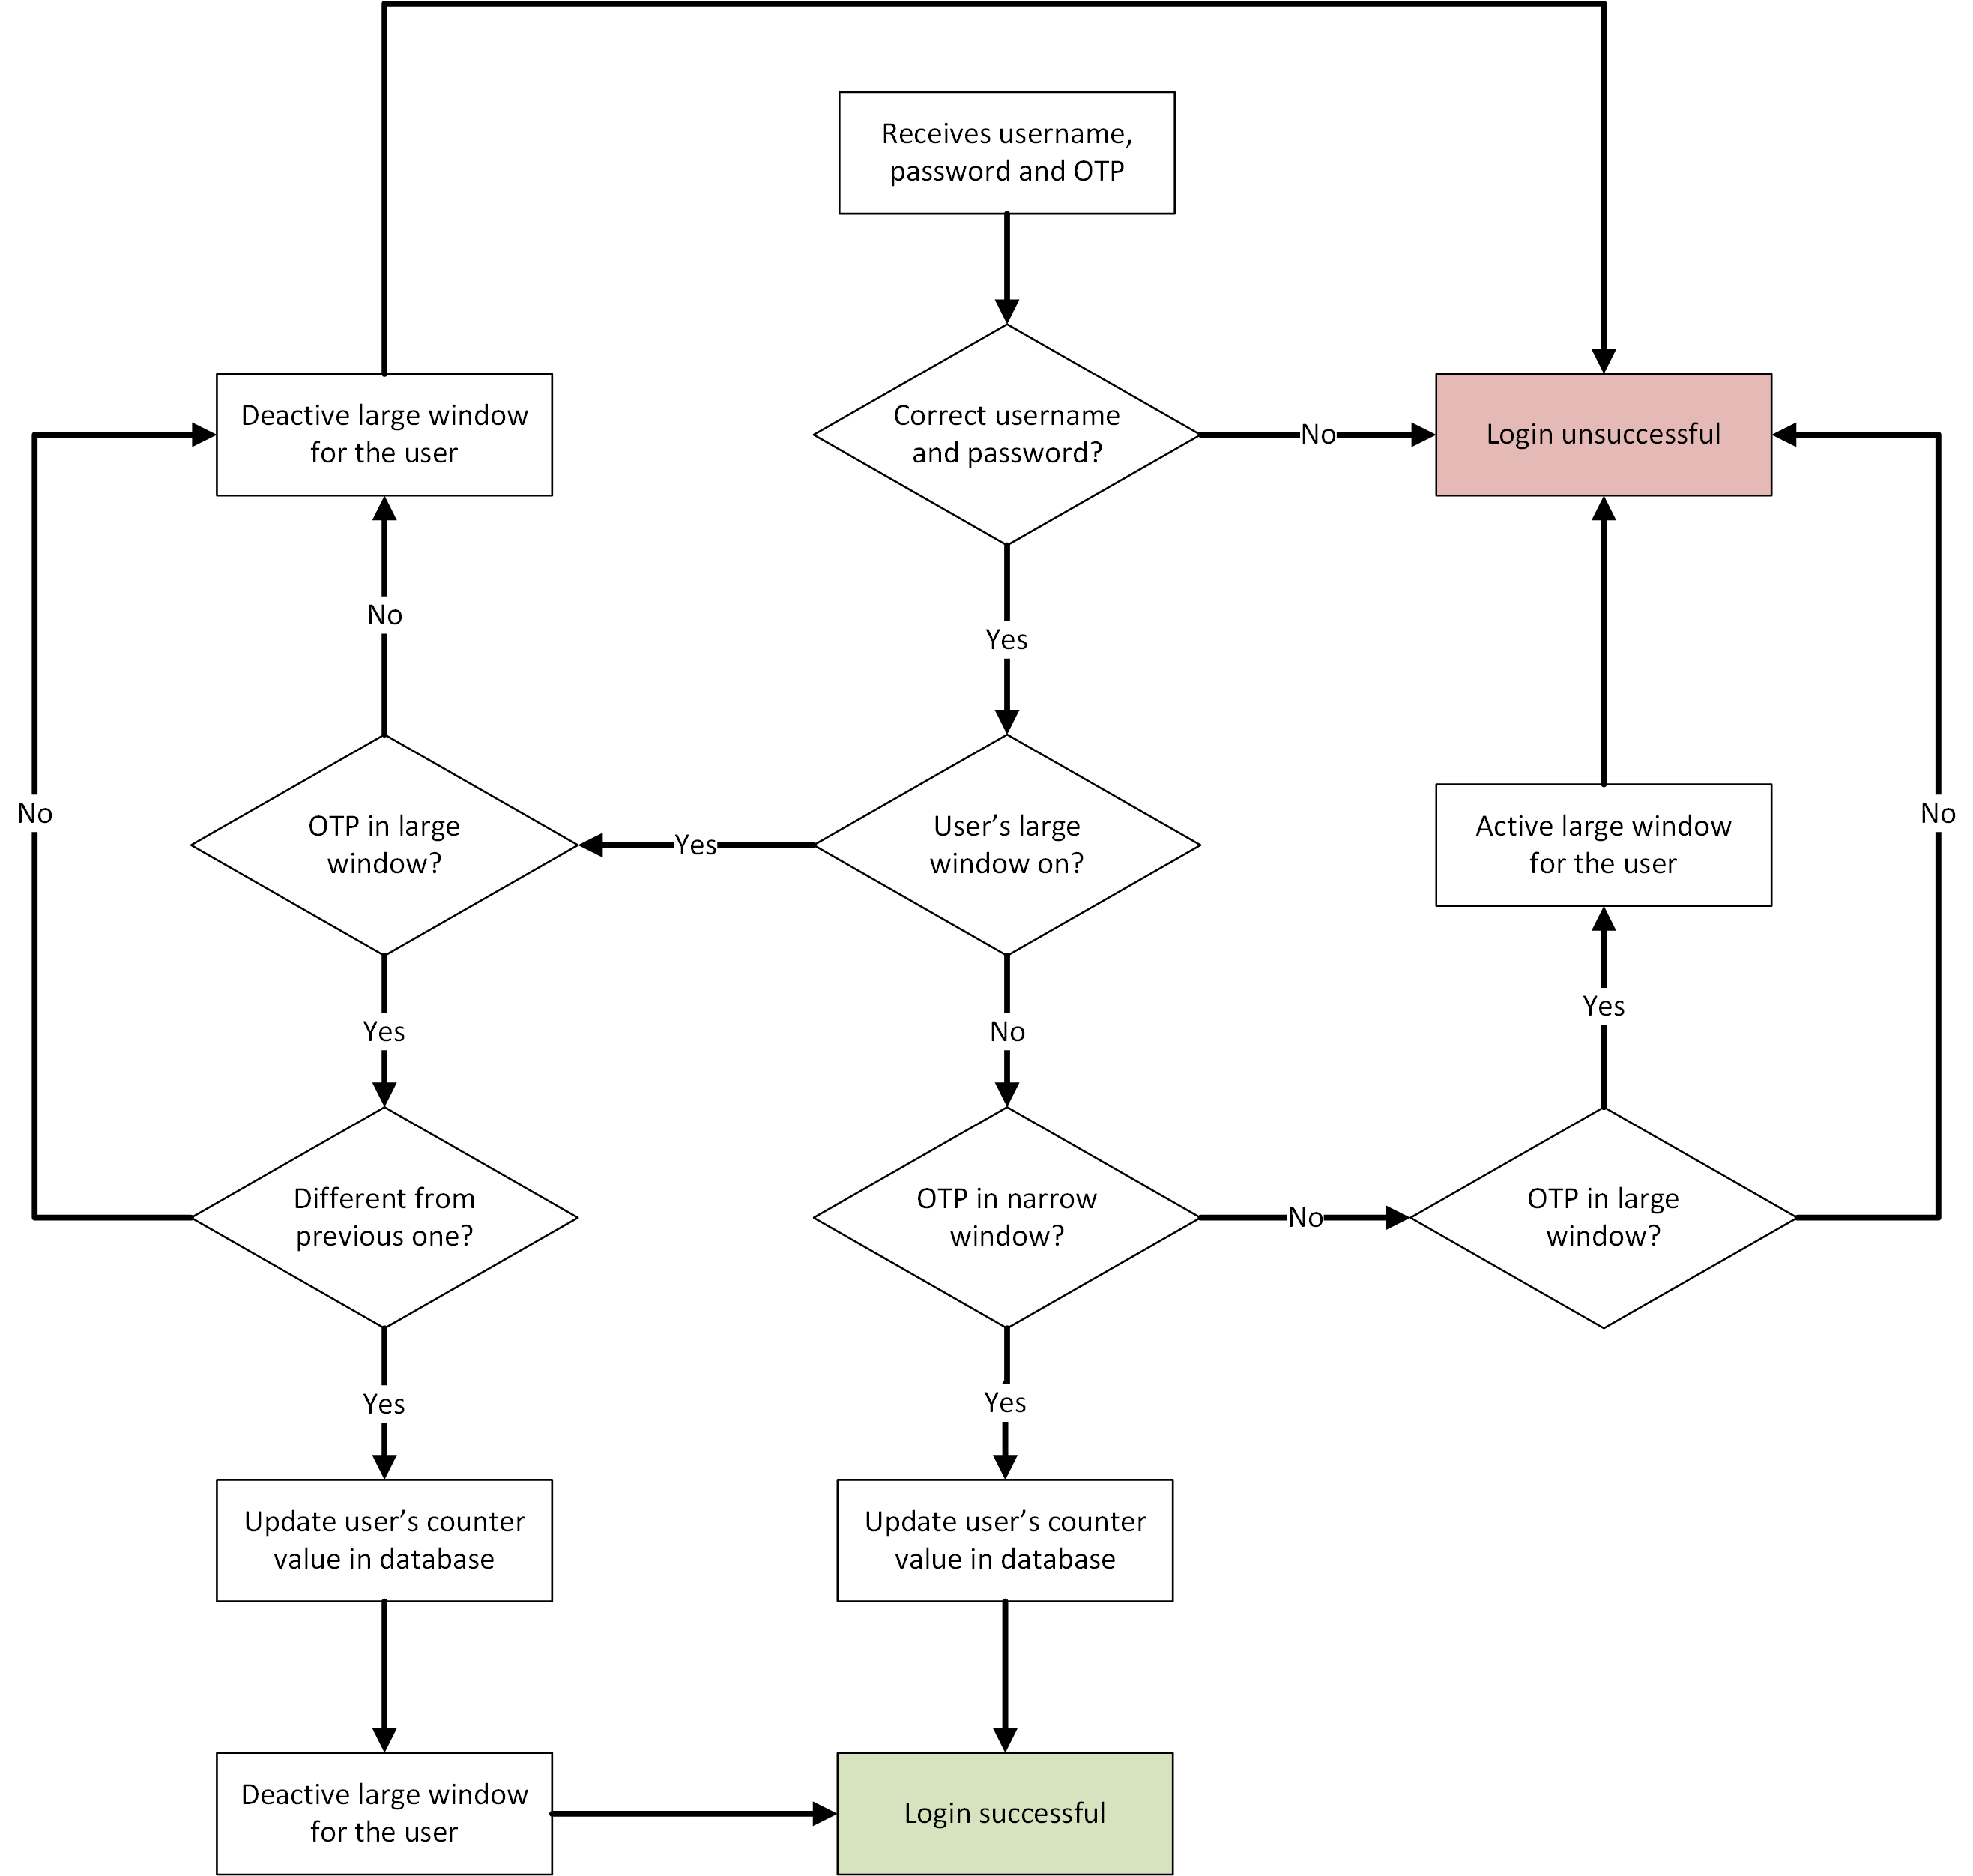 Receives username,
password and OTP
Deactive large window
for the user
Correct username
and password?
No
Login unsuccessful
No
Yes
No
No
OTP in large
window?
Yes
User’s large
window on?
Active large window
for the user
Yes
No
Yes
Different from
previous one?
OTP in narrow
window?
No
OTP in large
window?
Yes
Yes
Update user’s counter
value in database
Update user’s counter
value in database
Deactive large window
for the user
Login successful